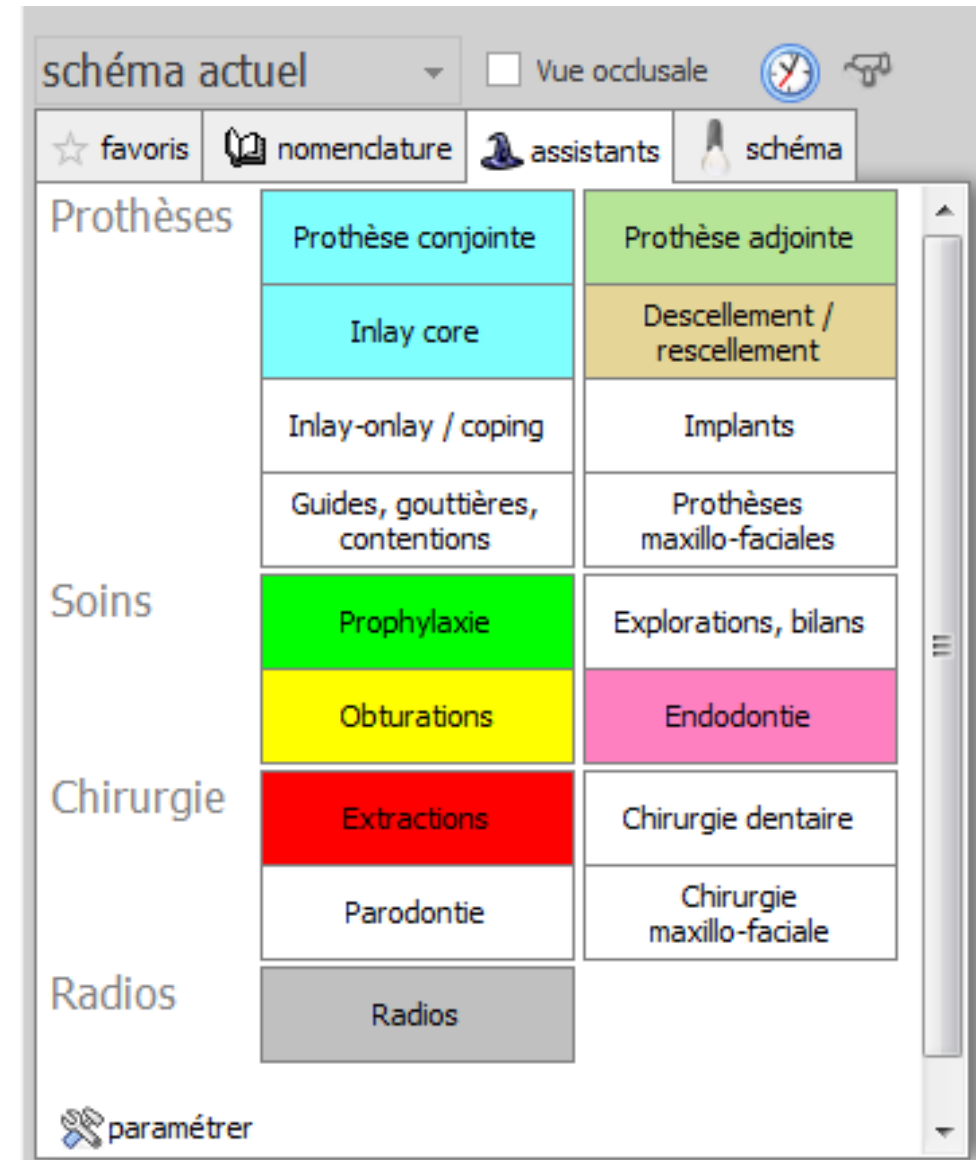 schéma actuel Vue occlusale
favoris nomenclature assistants schéma
Prothèses
Prothèse conjointe Prothèse adjointe
Inlay core
Descellement /
rescellement
Inlay-onlay / coping Implants
Guides, gouttières,
contentions
Prothèses
maxillo-faciales
Soins
Prophylaxie Explorations, bilans
Obturations Endodontie
Chirurgie
Extractions Chirurgie dentaire
Parodontie
Chirurgie
maxillo-faciale
Radios
Radios
paramétrer